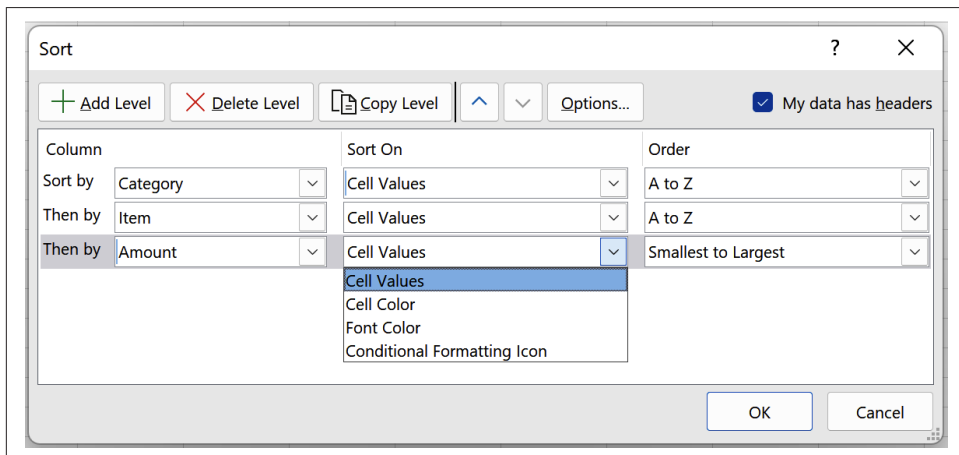 Sort ?
Add Level Delete Level Copy Level Options... My data has headers
Column Sort On Order
Sort by Category Cell Values A to Z
Then by Item Cell Values A to Z
Then by Amount Cell Values Smallest to Largest
Cell Values
Cell Color
Font Color
Conditional Formatting Icon
OK Cancel